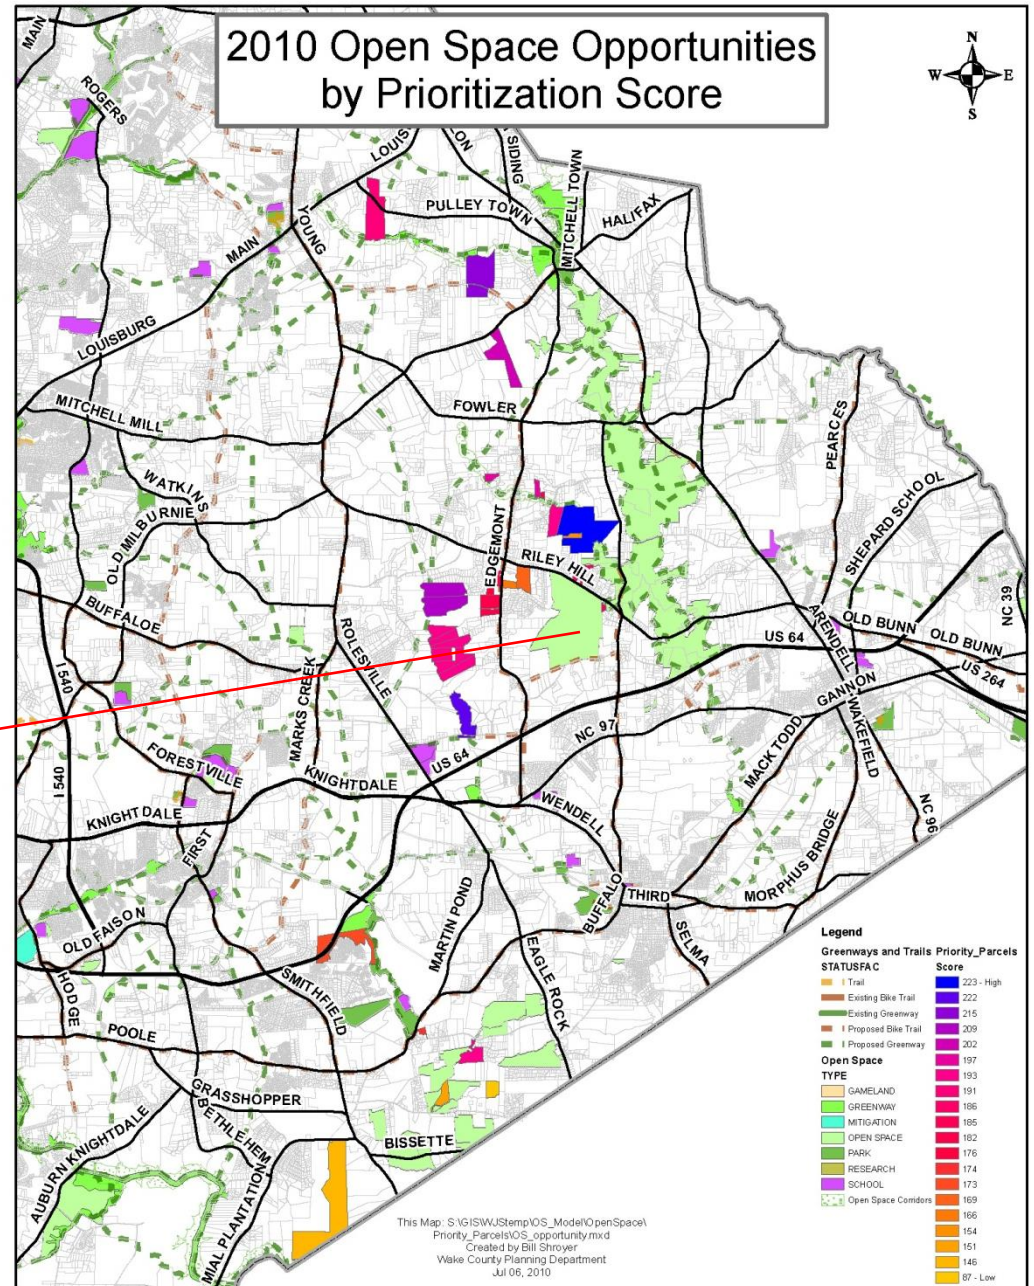 2010 Open Space Opportunities
by Prioritization Score
N
W E
S
MAIN
ROGERS
LOUIS
LON
SIDING
PULLEY TOWN
MITCHELL TOWN
HALIFAX
YOUNG
MAIN
LOUISBURG
MITCHELL MILL
FOWLER
PEARCES
WATKINS
OLD MILBURNIE
SHEPARD SCHOOL
EDGEMONT
RILEY HILL
NC 39
BUFFALOE
ROLESVILLE
ARENDELL
OLD BUNN
OLD BUNN
US 64
US 264
I 540
MARKS CREEK
GANNON
WAKEFIELD
NC 97
MACK TODD
FORESTVILLE
US 64
I 540
KNIGHTDALE
KNIGHTDALE
WENDELL
NC 96
FIRST
MORPHUS BRIDGE
THIRD
BUFFALO
OLD FAISON
MARTIN POND
SELMA
EAGLE ROCK
HODGE
SMITHFIELD
POOLE
GRASSHOPPER
BETHLEHEM
AUBURN KNIGHTDALE
BISSETTE
MIAL PLANTATION
Legend
Greenways and Trails
STATUSFAC
Trail
Existing Bike Trail
Existing Greenway
Proposed Bike Trail
Proposed Greenway
Open Space
TYPE
GAMELAND
GREENWAY
MITIGATION
OPEN SPACE
PARK
RESEARCH
SCHOOL
Open Space Corridors
Priority_Parcels
Score
223 - High
222
215
209
202
197
193
191
186
185
182
176
174
173
169
166
154
151
146
87 - Low
This Map: S:\GIS\WJStemp\OS_Model\OpenSpace\
Priority_Parcels\OS_opportunity.mxd
Created by Bill Shroyer
Wake County Planning Department
Jul 06, 2010